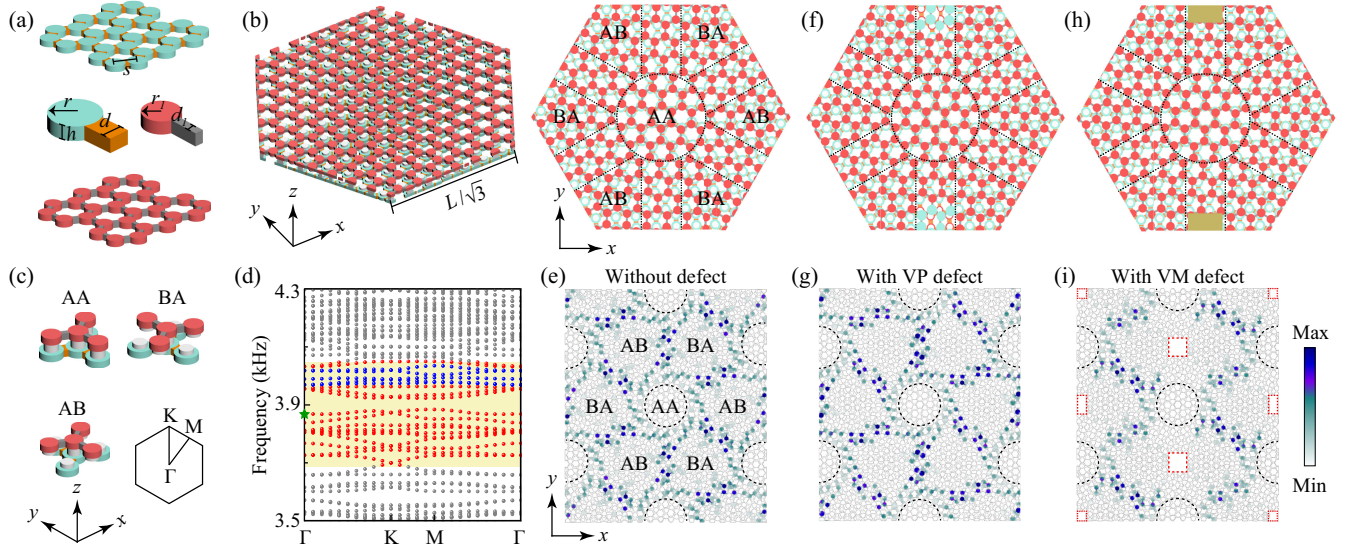 (a)
s
r
h
d
r1
d1
(b)
L/√3
z
y
x
AB
BA
BA
AA
AB
AB
BA
y
x
(f)
(h)
(c)
AA
BA
AB
K
M
Γ
z
y
x
(d)
4.3
3.9
3.5
Frequency (kHz)
Γ
K
M
Γ
(e)
Without defect
AB
BA
BA
AA
AB
AB
BA
y
x
(g)
With VP defect
(i)
With VM defect
Max
Min